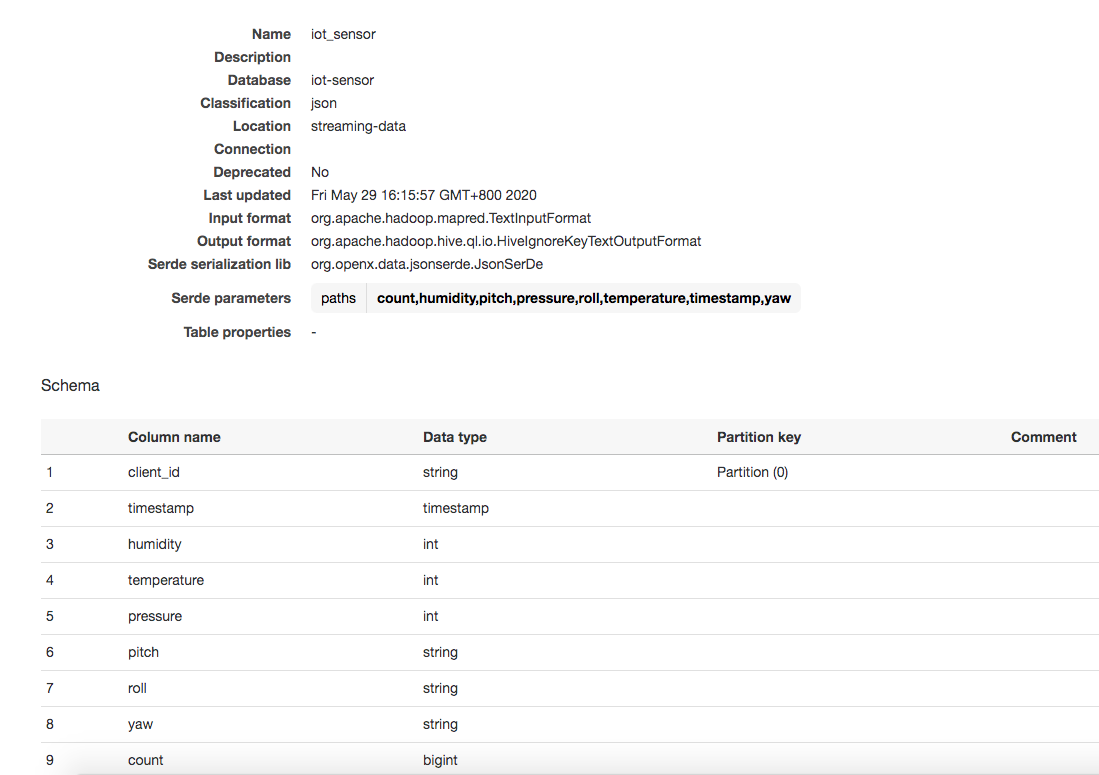 Name iot_sensor
Description
Database iot-sensor
Classification json
Location streaming-data
Connection
Deprecated No
Last updated Fri May 29 16:15:57 GMT+800 2020
Input format org.apache.hadoop.mapred.TextInputFormat
Output format org.apache.hadoop.hive.ql.io.HiveIgnoreKeyTextOutputFormat
Serde serialization lib org.openx.data.jsonserde.JsonSerDe
Serde parameters paths count,humidity,pitch,pressure,roll,temperature,timestamp,yaw
Table properties -
Schema
Column name Data type Partition key Comment
1 client_id string Partition (0)
2 timestamp timestamp
3 humidity int
4 temperature int
5 pressure int
6 pitch string
7 roll string
8 yaw string
9 count bigint